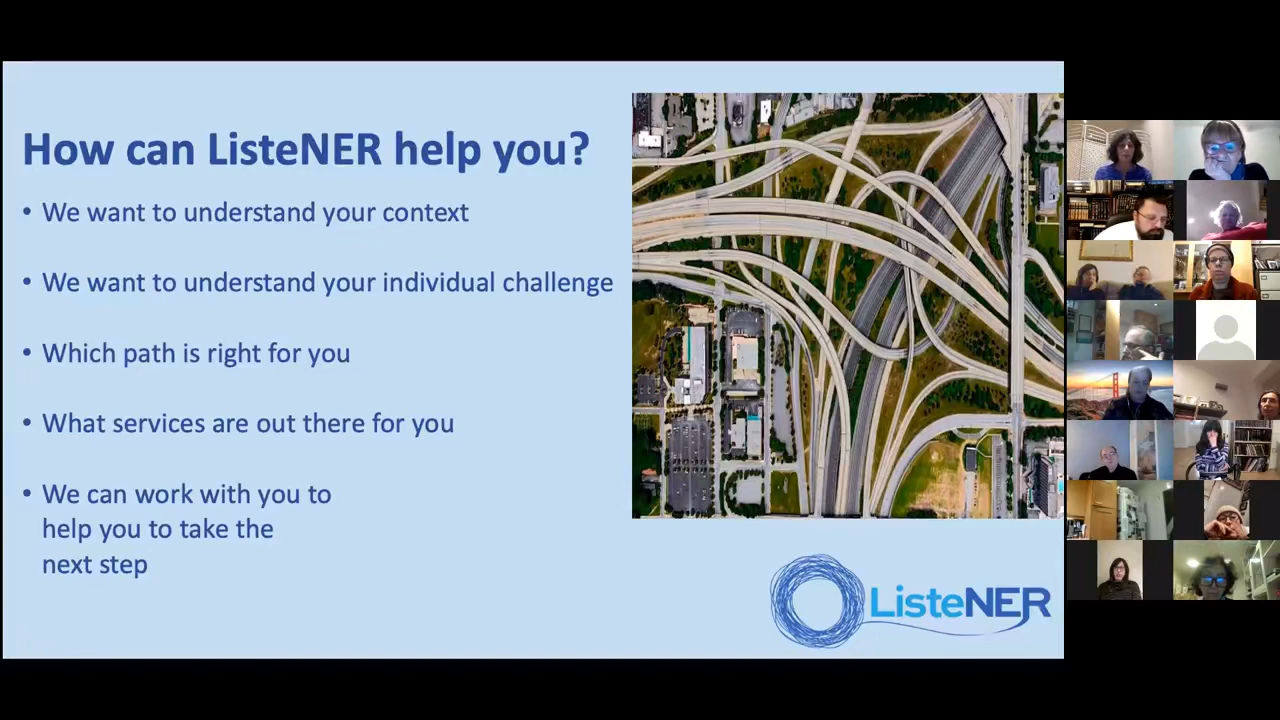 How can ListeNER help you?
• We want to understand your context
• We want to understand your individual challenge
• Which path is right for you
• What services are out there for you
• We can work with you to
help you to take the
next step
ListeNER